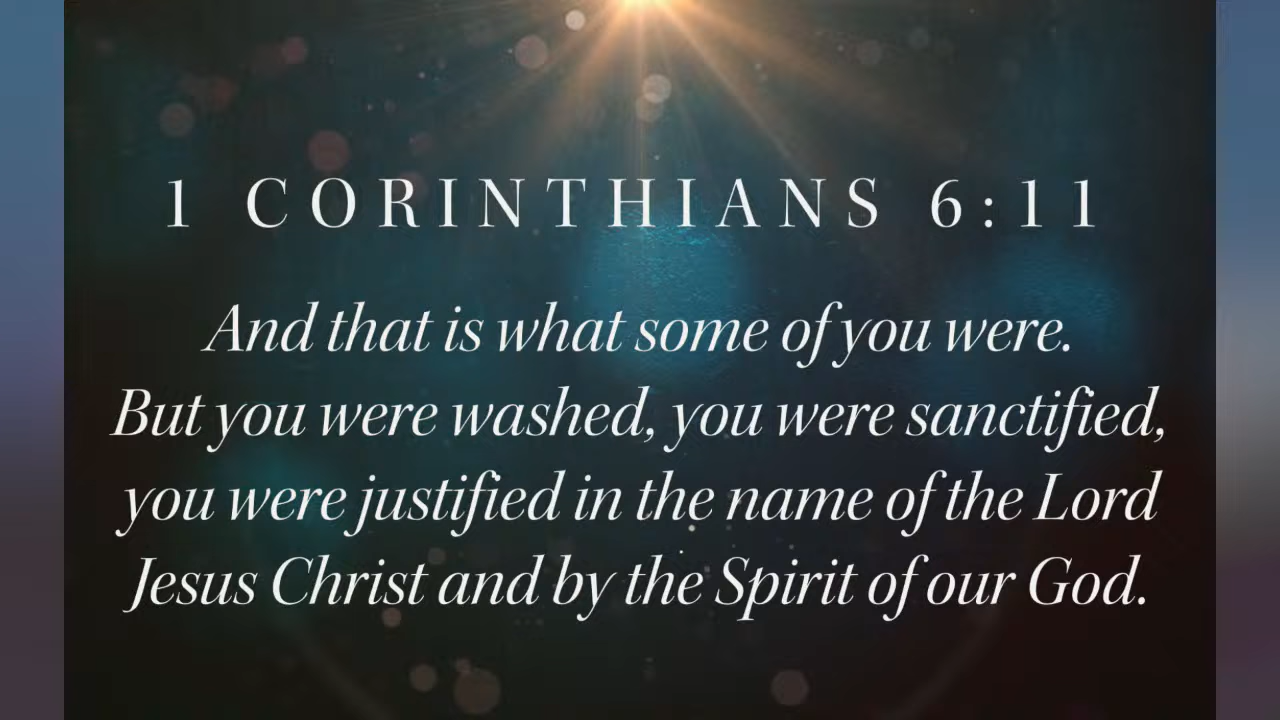 1 CORINTHIANS 6:11
And that is what some of you were.
But you were washed, you were sanctified,
you were justified in the name of the Lord
Jesus Christ and by the Spirit of our God.